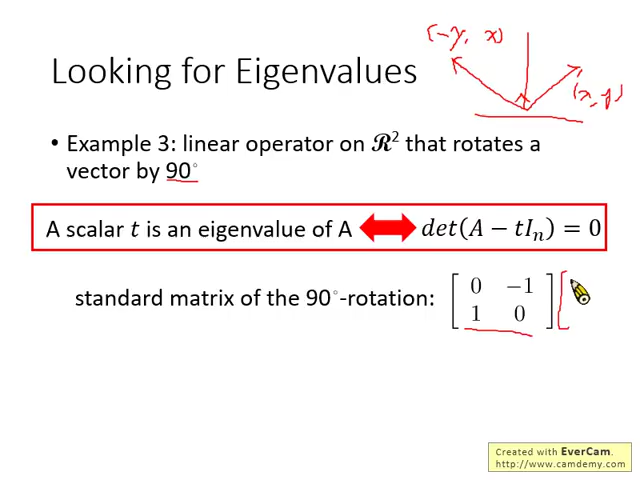 (-y, x)
Looking for Eigenvalues
(x, y)
• Example 3: linear operator on 𝓡² that rotates a
vector by 90°
A scalar t is an eigenvalue of A ⟷ det(A − tIₙ) = 0
standard matrix of the 90°-rotation: [ 0 −1
1 0 ] [
Created with EverCam.
http://www.camdemy.com